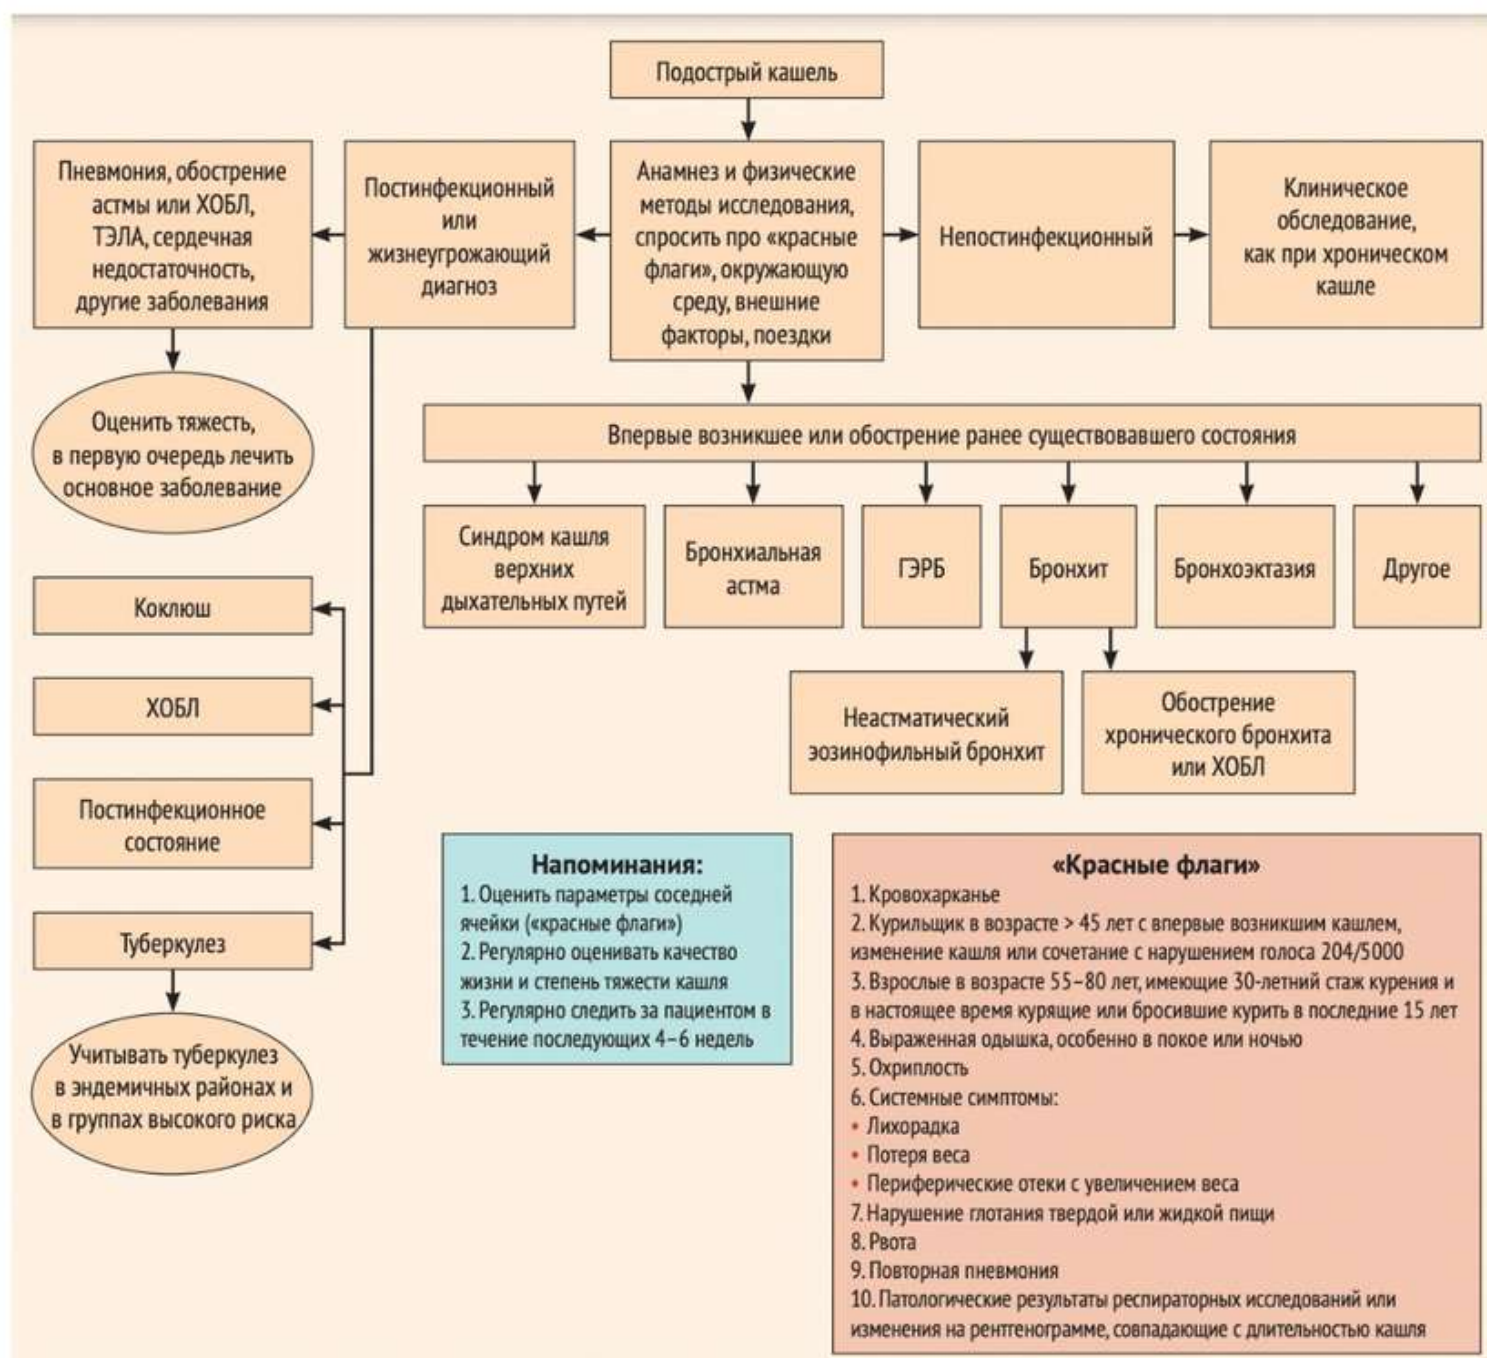 Подострый кашель
Пневмония, обострение
астмы или ХОБЛ,
ТЭЛА, сердечная
недостаточность,
другие заболевания
Постинфекционный
или
жизнеугрожающий
диагноз
Анамнез и физические
методы исследования,
спросить про «красные
флаги», окружающую
среду, внешние
факторы, поездки
Непостинфекционный
Клиническое
обследование,
как при хроническом
кашле
Оценить тяжесть,
в первую очередь лечить
основное заболевание
Впервые возникшее или обострение ранее существовавшего состояния
Синдром кашля
верхних
дыхательных путей
Бронхиальная
астма
ГЭРБ
Бронхит
Бронхоэктазия
Другое
Неастматический
эозинофильный бронхит
Обострение
хронического бронхита
или ХОБЛ
Коклюш
ХОБЛ
Постинфекционное
состояние
Туберкулез
Учитывать туберкулез
в эндемичных районах и
в группах высокого риска
Напоминания:
1. Оценить параметры соседней
ячейки («красные флаги»)
2. Регулярно оценивать качество
жизни и степень тяжести кашля
3. Регулярно следить за пациентом в
течение последующих 4–6 недель
«Красные флаги»
1. Кровохарканье
2. Курильщик в возрасте > 45 лет с впервые возникшим кашлем,
изменение кашля или сочетание с нарушением голоса 204/5000
3. Взрослые в возрасте 55–80 лет, имеющие 30-летний стаж курения и
в настоящее время курящие или бросившие курить в последние 15 лет
4. Выраженная одышка, особенно в покое или ночью
5. Охриплость
6. Системные симптомы:
• Лихорадка
• Потеря веса
• Периферические отеки с увеличением веса
7. Нарушение глотания твердой или жидкой пищи
8. Рвота
9. Повторная пневмония
10. Патологические результаты респираторных исследований или
изменения на рентгенограмме, совпадающие с длительностью кашля